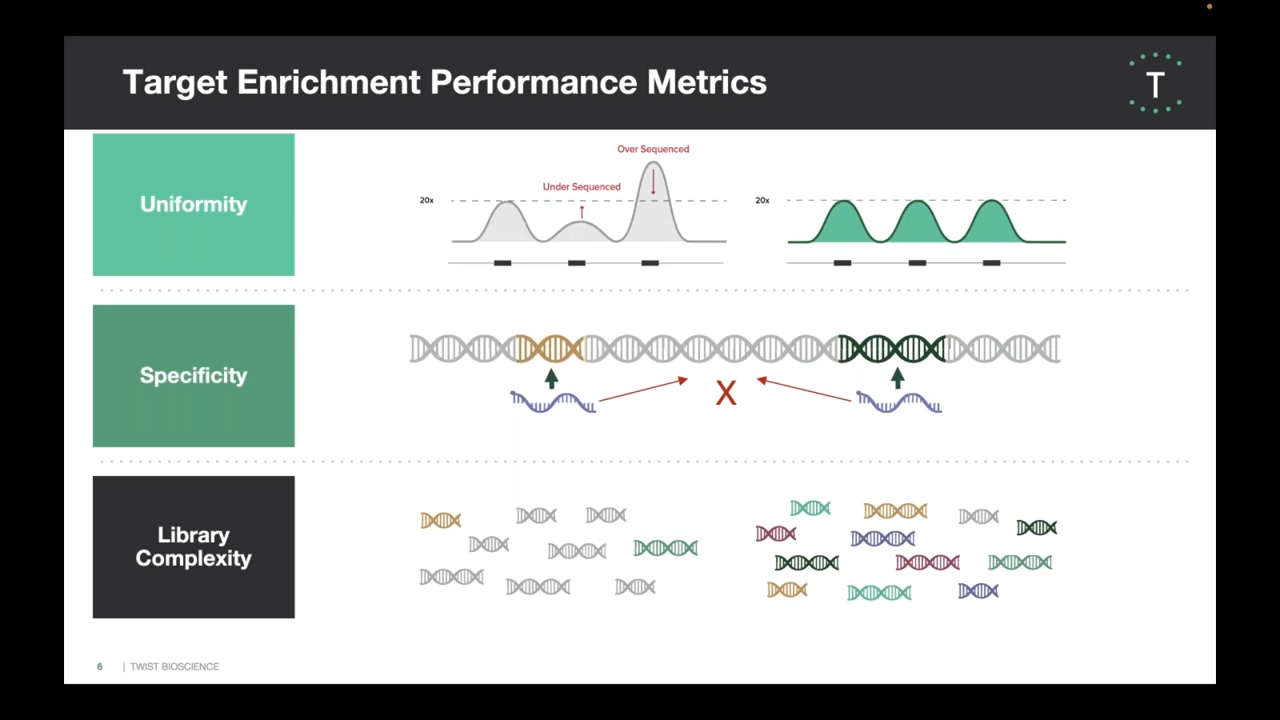 Target Enrichment Performance Metrics
T
Uniformity
Over Sequenced
Under Sequenced
20x
20x
Specificity
X
Library
Complexity
6 | TWIST BIOSCIENCE